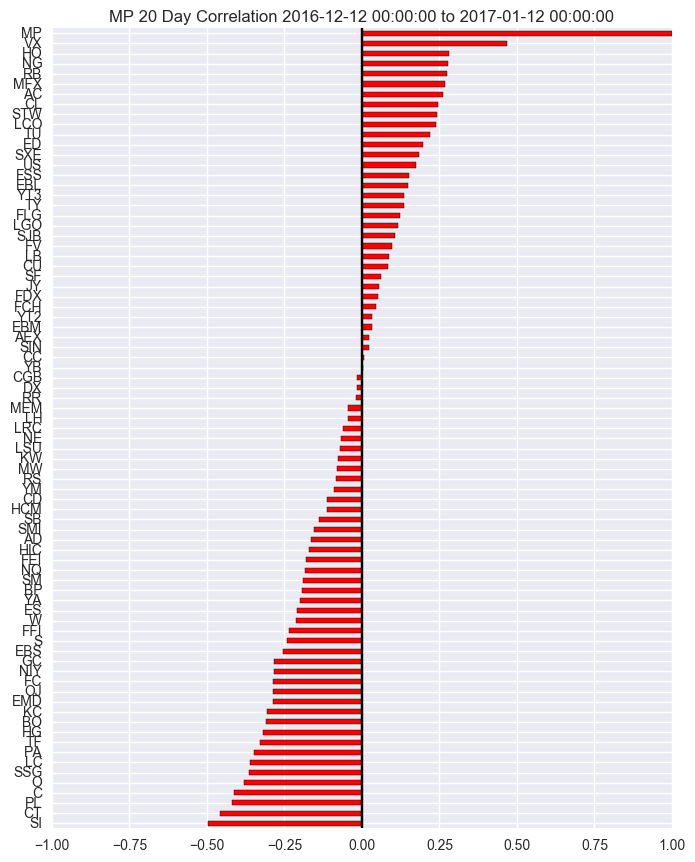 MP 20 Day Correlation 2016-12-12 00:00:00 to 2017-01-12 00:00:00
MP
VX
HO
NG
RB
MFX
AC
CL
STW
LCO
TU
ED
SXE
US
FSS
EBL
YT3
TY
FLG
LGO
SJB
FV
LB
CU
SF
JY
FDX
FCH
YT2
EBM
AEX
SIN
CC
YB
CGB
DX
RR
MEM
LH
LRC
NE
LSU
KW
MW
RS
YM
CD
HCM
SB
SMI
AD
HIC
FEI
NQ
SM
BP
YA
ES
W
FFI
S
EBS
GC
NIY
FC
OJ
EMD
KC
BO
HG
TF
PA
LC
SSG
O
C
PL
CT
SI
−1.00 −0.75 −0.50 −0.25 0.00 0.25 0.50 0.75 1.00